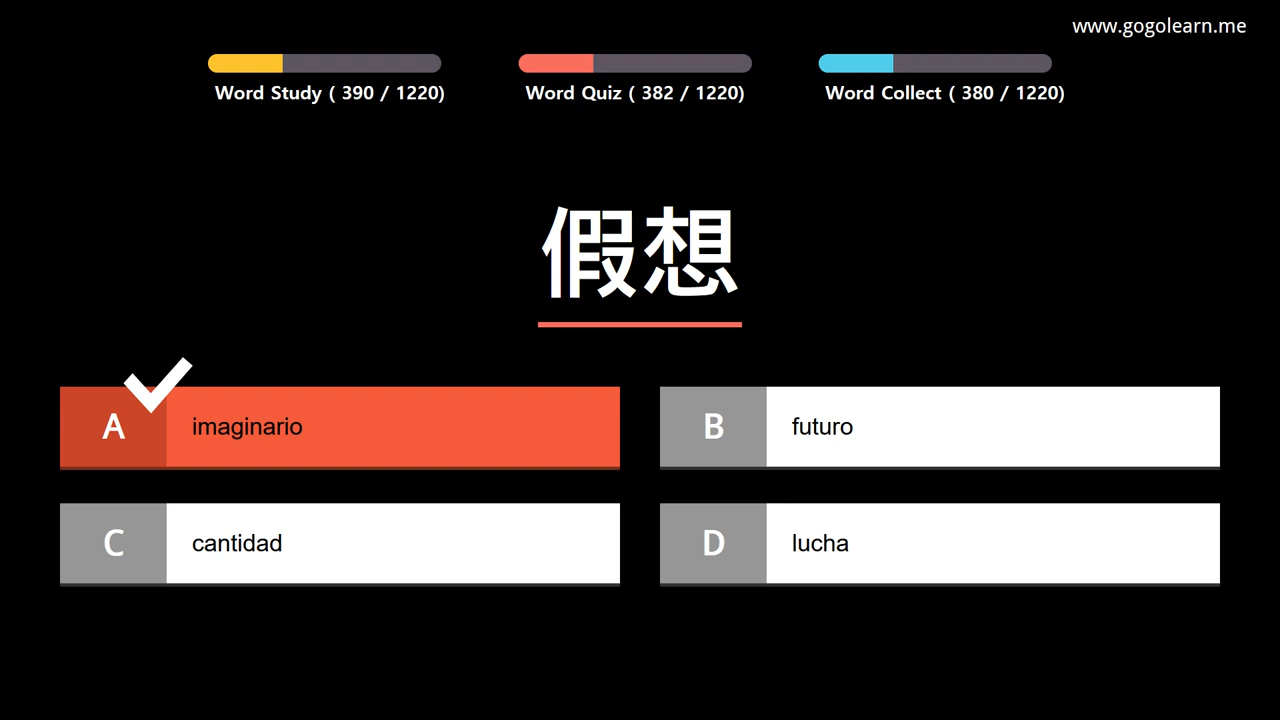 www.gogolearn.me
Word Study ( 390 / 1220)
Word Quiz ( 382 / 1220)
Word Collect ( 380 / 1220)
假想
A imaginario
B futuro
C cantidad
D lucha